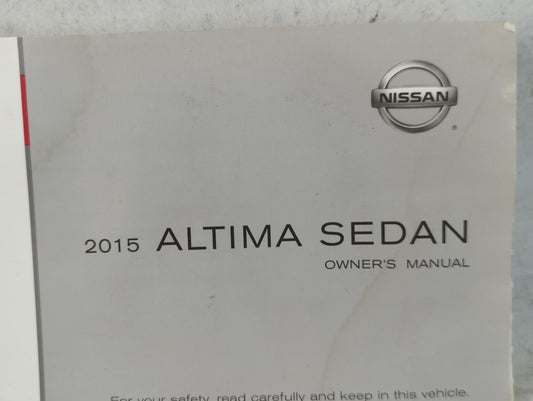 NISSAN
2015 ALTIMA SEDAN
OWNER'S MANUAL
For your safety, read carefully and keep in this vehicle.